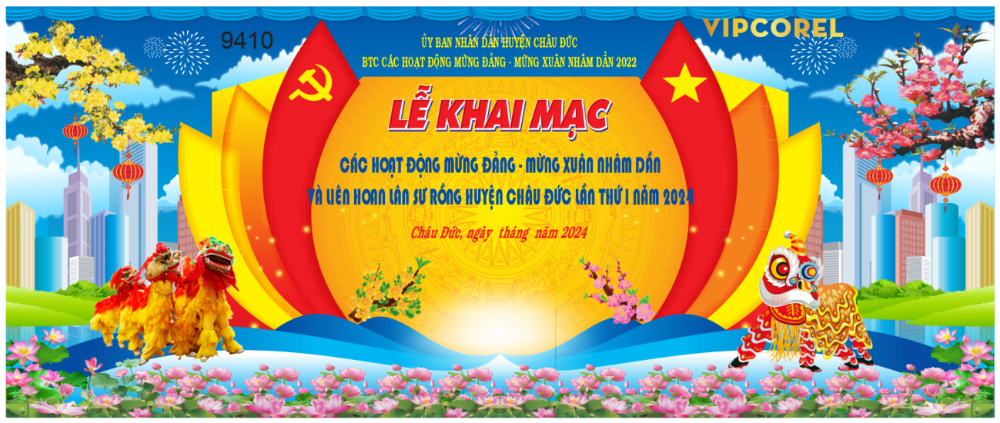 9410
VIPCOREL
ỦY BAN NHÂN DÂN HUYỆN CHÂU ĐỨC
BTC CÁC HOẠT ĐỘNG MỪNG ĐẢNG - MỪNG XUÂN NHÂM DẦN 2022
LỄ KHAI MẠC
CÁC HOẠT ĐỘNG MỪNG ĐẢNG - MỪNG XUÂN NHÂM DẦN
VÀ LIÊN HOAN LÂN SƯ RỒNG HUYỆN CHÂU ĐỨC LẦN THỨ I NĂM 2024
Châu Đức, ngày tháng năm 2024